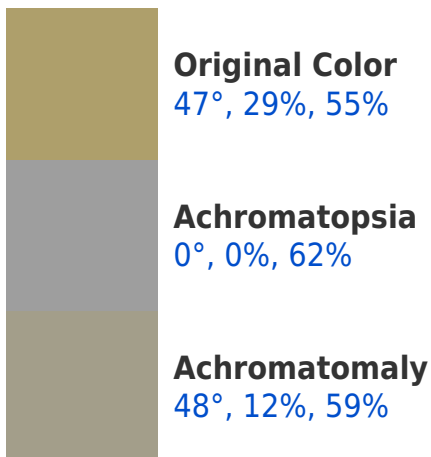 Original Color
47°, 29%, 55%
Achromatopsia
0°, 0%, 62%
Achromatomaly
48°, 12%, 59%